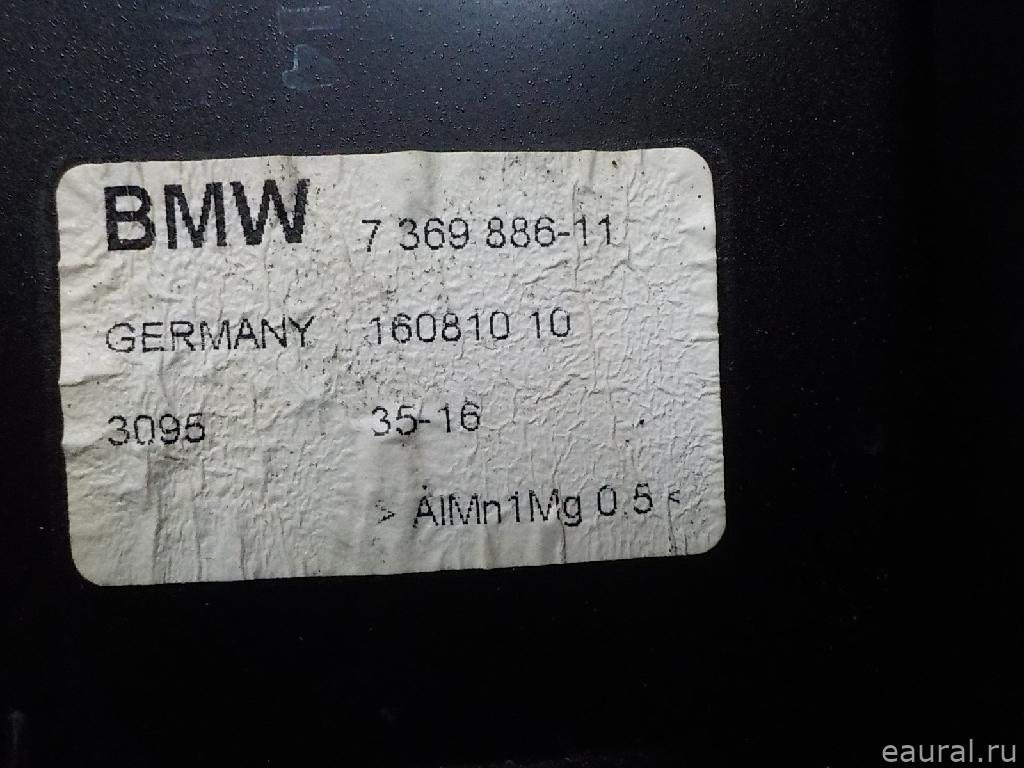 BMW 7 369 886-11
GERMANY 160810 10
3095 35-16
> AlMn1Mg 0.5 <
eaural.ru